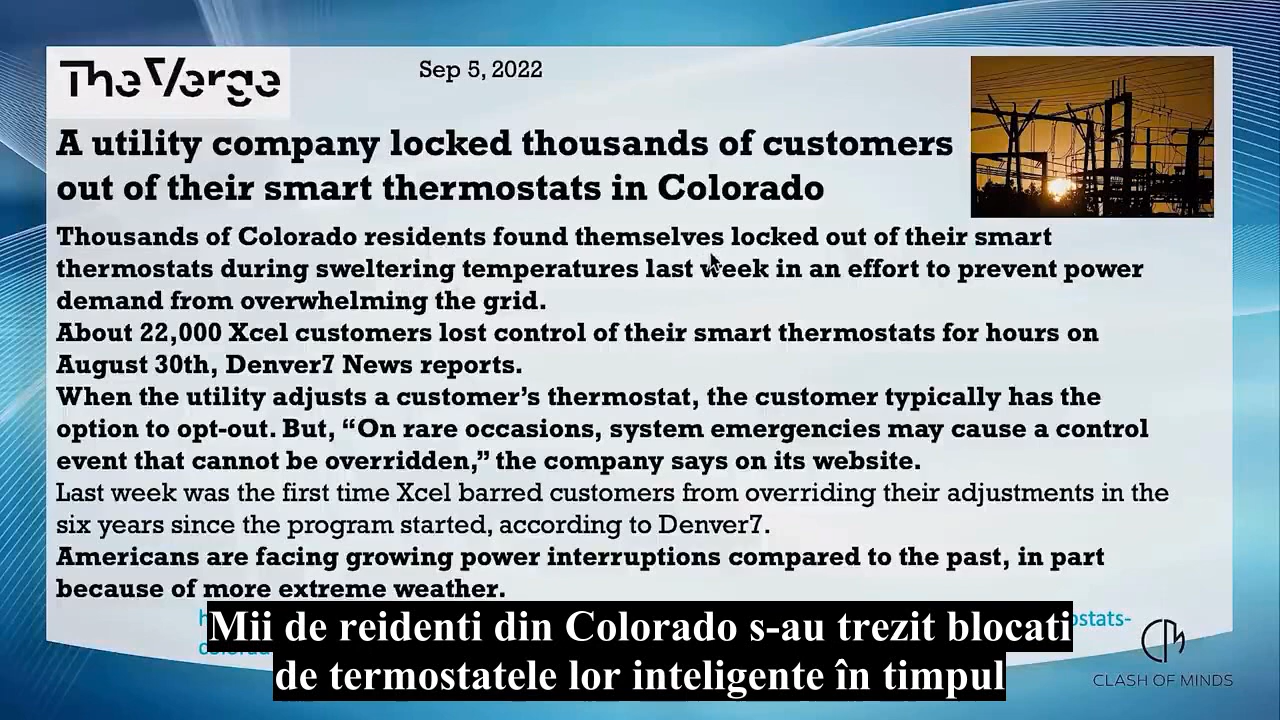 The Verge
Sep 5, 2022
A utility company locked thousands of customers
out of their smart thermostats in Colorado
Thousands of Colorado residents found themselves locked out of their smart
thermostats during sweltering temperatures last week in an effort to prevent power
demand from overwhelming the grid.
About 22,000 Xcel customers lost control of their smart thermostats for hours on
August 30th, Denver7 News reports.
When the utility adjusts a customer’s thermostat, the customer typically has the
option to opt-out. But, “On rare occasions, system emergencies may cause a control
event that cannot be overridden,” the company says on its website.
Last week was the first time Xcel barred customers from overriding their adjustments in the
six years since the program started, according to Denver7.
Americans are facing growing power interruptions compared to the past, in part
because of more extreme weather.
Mii de reidenti din Colorado s-au trezit blocati
de termostatele lor inteligente în timpul
CLASH OF MINDS